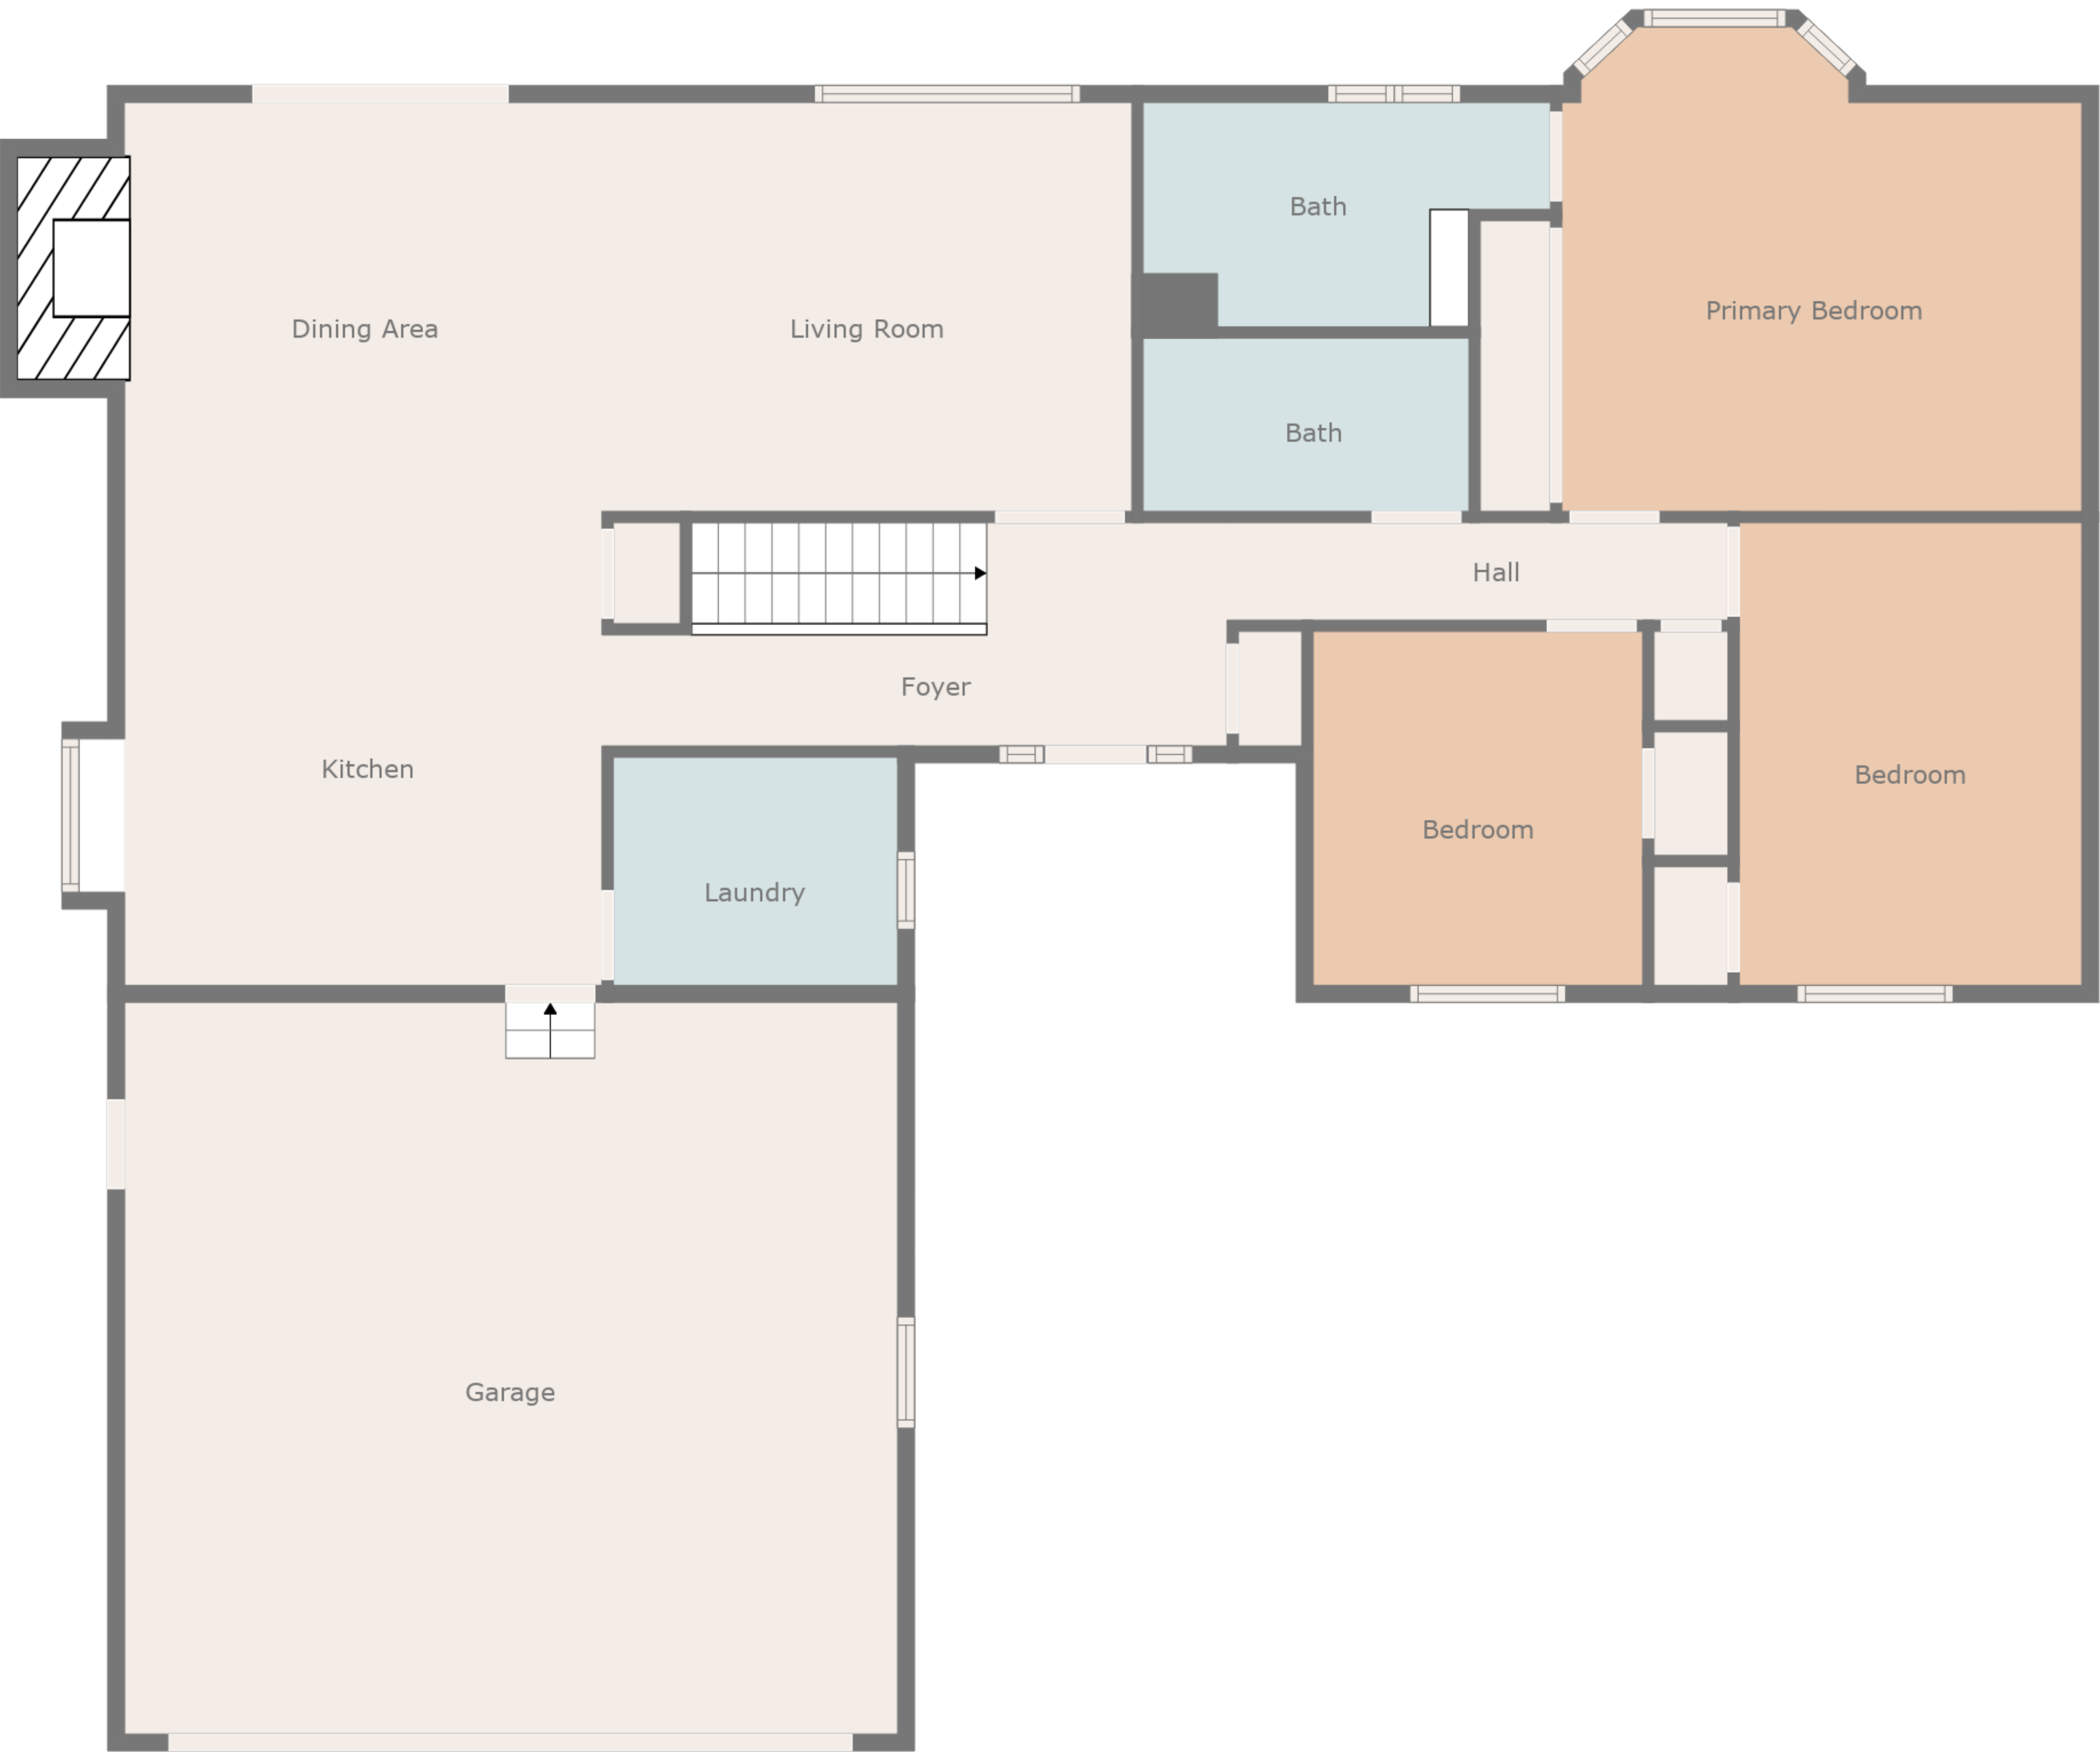 Bath
Primary Bedroom
Dining Area
Living Room
Bath
Hall
Foyer
Kitchen
Bedroom
Bedroom
Laundry
Garage